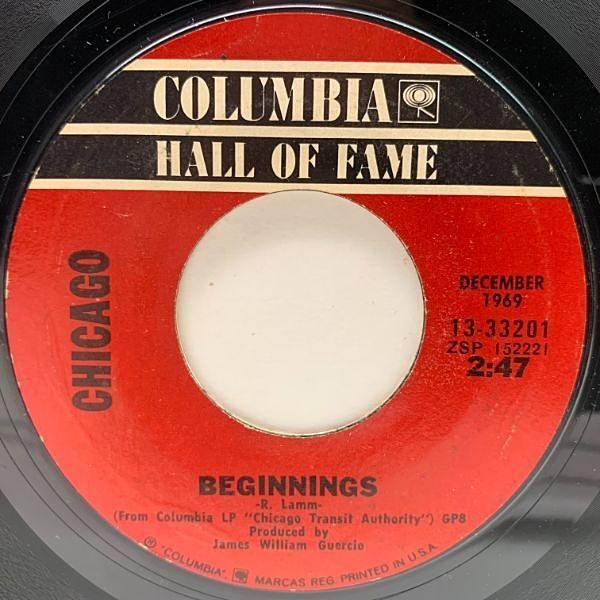 COLUMBIA
HALL OF FAME
CHICAGO
DECEMBER
1969
13-33201
ZSP 152221
2:47
BEGINNINGS
-R. Lamm-
(From Columbia LP "Chicago Transit Authority") GP8
Produced by
James William Guercio
® "COLUMBIA", MARCAS REG. PRINTED IN U.S.A.